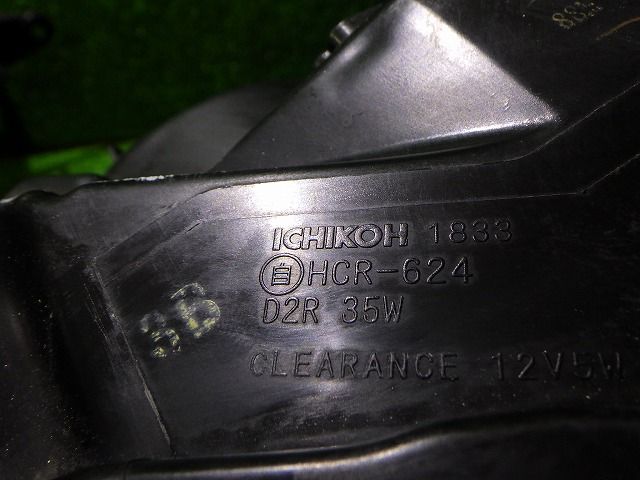 ICHIKOH 1833
自 HCR-624
D2R 35W
CLEARANCE 12V5W